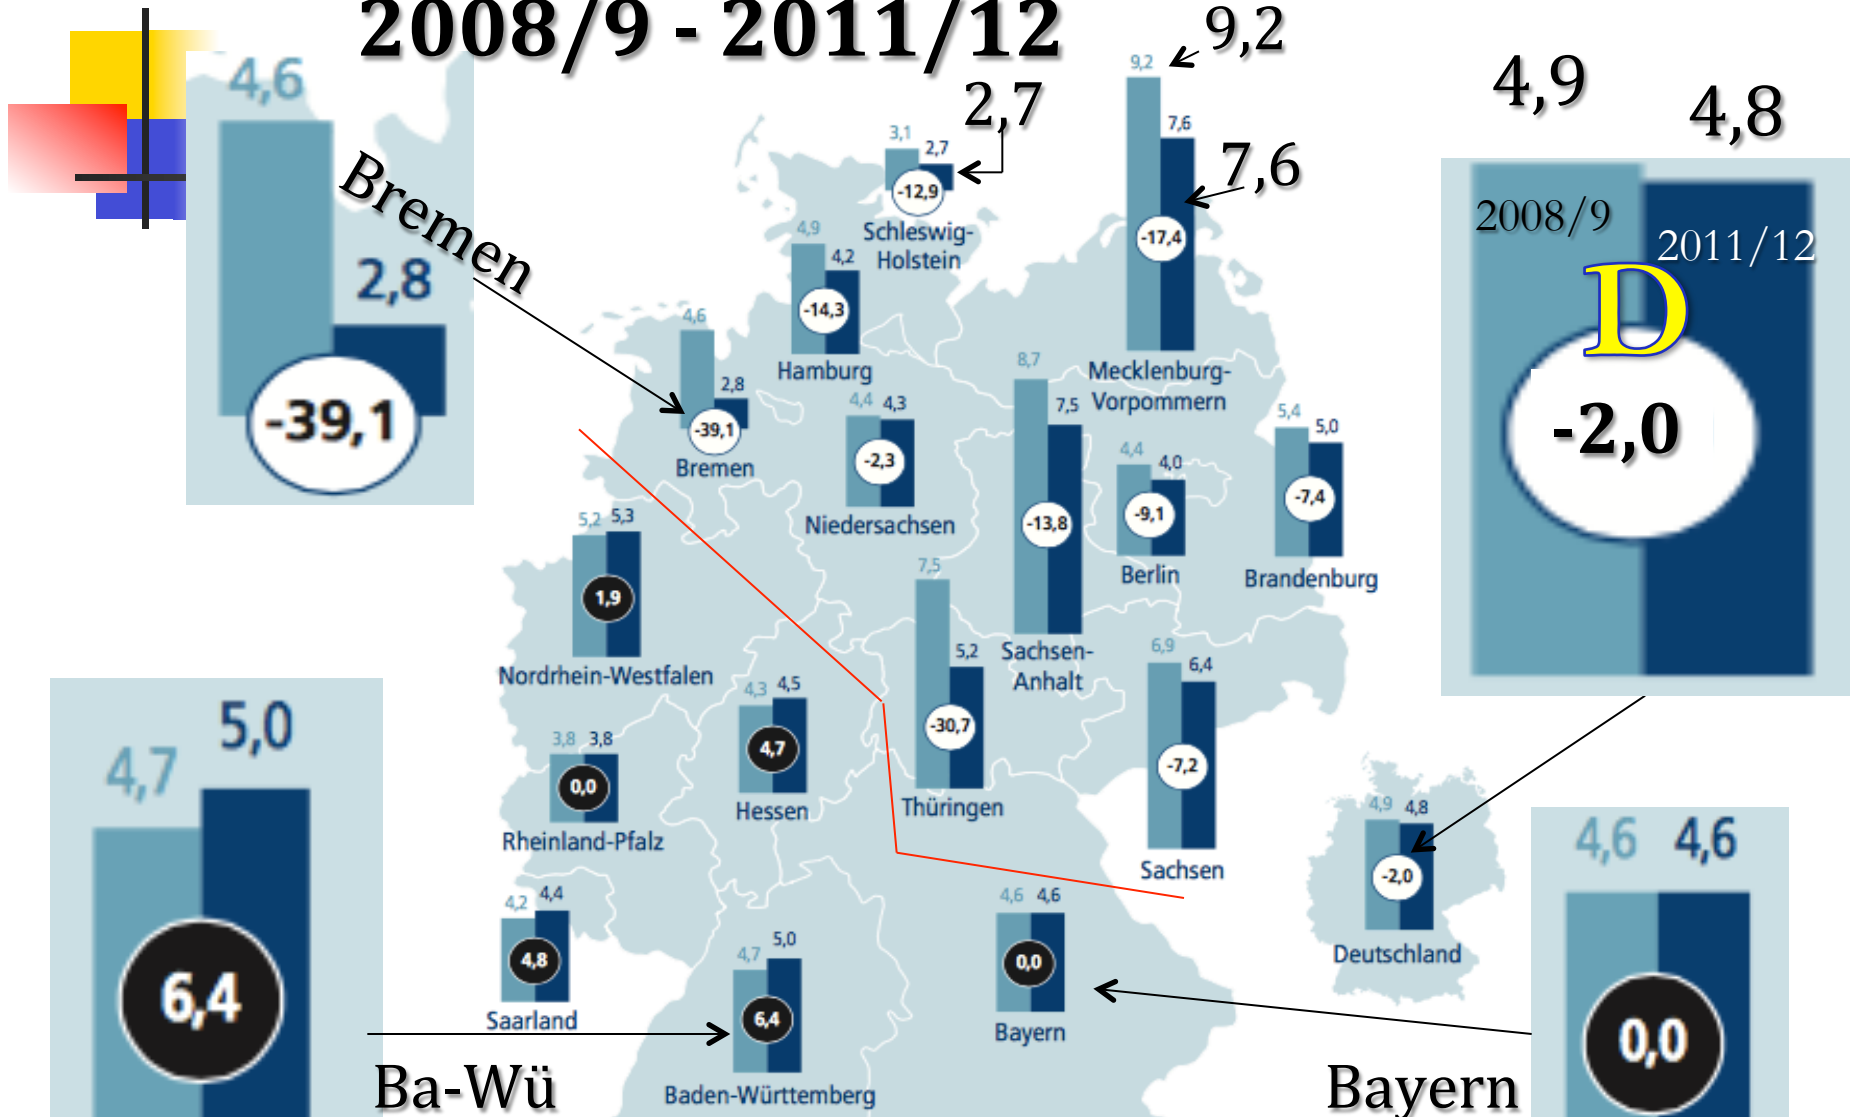 2008/9 - 2011/12
4,6
2,8
-39,1
Bremen
2,7
3,1
2,7
-12,9
Schleswig-
Holstein
9,2
9,2
7,6
7,6
-17,4
Mecklenburg-
Vorpommern
4,9
4,8
2008/9
2011/12
D
-2,0
4,9
4,2
-14,3
Hamburg
4,6
2,8
-39,1
Bremen
4,4 4,3
-2,3
Niedersachsen
8,7
7,5
-13,8
Sachsen-
Anhalt
4,4
4,0
-9,1
Berlin
5,4
5,0
-7,4
Brandenburg
5,2 5,3
1,9
Nordrhein-Westfalen
4,3 4,5
4,7
Hessen
7,5
5,2
-30,7
Thüringen
6,9
6,4
-7,2
Sachsen
3,8 3,8
0,0
Rheinland-Pfalz
4,2 4,4
4,8
Saarland
4,7
5,0
6,4
Baden-Württemberg
4,6 4,6
0,0
Bayern
4,9 4,8
-2,0
Deutschland
4,7
5,0
6,4
Ba-Wü
4,6 4,6
0,0
Bayern